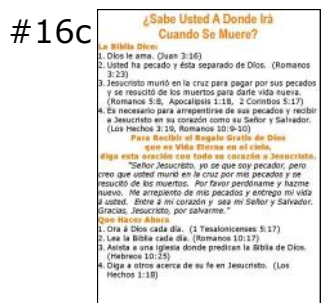 #16c
¿Sabe Usted A Donde Irá
Cuando Se Muere?
La Biblia Dice:
1. Dios le ama. (Juan 3:16)
2. Usted ha pecado y ésta separado de Dios. (Romanos
3:23)
3. Jesucristo murió en la cruz para pagar por sus pecados
y se resucitó de los muertos para darle vida nueva.
(Romanos 5:8, Apocalipsis 1:18, 2 Corintios 5:17)
4. Es necesario para arrepentirse de sus pecados y recibir
a Jesucristo en su corazón como su Señor y Salvador.
(Los Hechos 3:19, Romanos 10:9-10)
Para Recibir el Regalo Gratis de Dios
que es Vida Eterna en el cielo,
diga esta oración con todo su corazón a Jesucristo.
"Señor Jesucristo, yo se que soy pecador, pero
creo que usted murió en la cruz por mis pecados y se
resucitó de los muertos. Por favor perdóname y hazme
nuevo. Me arrepiento de mis pecados y entrego mi vida
á usted. Entre á mi corazón y sea mi Señor y Salvador.
Gracias, Jesucristo, por salvarme."
Que Hacer Ahora
1. Ora á Dios cada día. (1 Tesalonicenses 5:17)
2. Lea la Biblia cada día. (Romanos 10:17)
3. Asista a una iglesia donde predican la Biblia de Dios.
(Hebreos 10:25)
4. Diga a otros acerca de su fe en Jesucristo. (Los
Hechos 1:18)